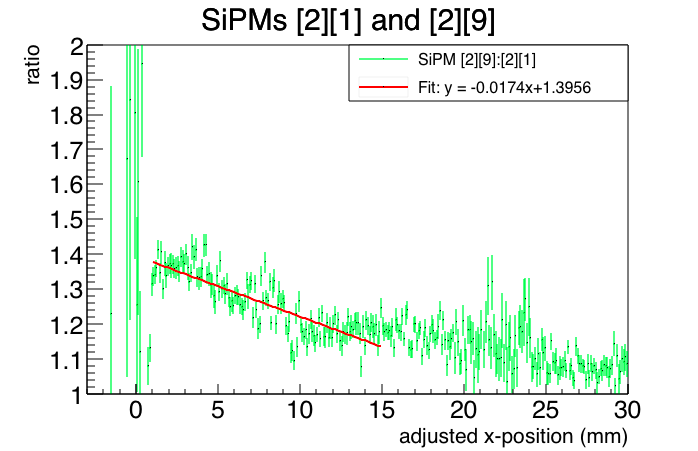 SiPMs [2][1] and [2][9]
ratio
2
1.9
1.8
1.7
1.6
1.5
1.4
1.3
1.2
1.1
1
SiPM [2][9]:[2][1]
Fit: y = -0.0174x+1.3956
0 5 10 15 20 25 30
adjusted x-position (mm)